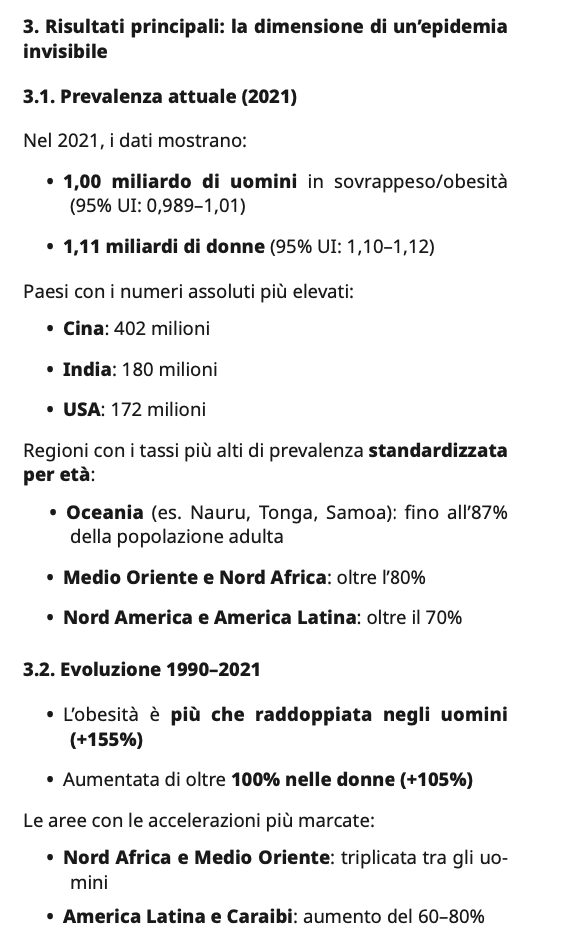 3. Risultati principali: la dimensione di un’epidemia
invisibile
3.1. Prevalenza attuale (2021)
Nel 2021, i dati mostrano:
• 1,00 miliardo di uomini in sovrappeso/obesità
(95% UI: 0,989–1,01)
• 1,11 miliardi di donne (95% UI: 1,10–1,12)
Paesi con i numeri assoluti più elevati:
• Cina: 402 milioni
• India: 180 milioni
• USA: 172 milioni
Regioni con i tassi più alti di prevalenza standardizzata
per età:
• Oceania (es. Nauru, Tonga, Samoa): fino all’87%
della popolazione adulta
• Medio Oriente e Nord Africa: oltre l’80%
• Nord America e America Latina: oltre il 70%
3.2. Evoluzione 1990–2021
• L’obesità è più che raddoppiata negli uomini
(+155%)
• Aumentata di oltre 100% nelle donne (+105%)
Le aree con le accelerazioni più marcate:
• Nord Africa e Medio Oriente: triplicata tra gli uo-
mini
• America Latina e Caraibi: aumento del 60–80%